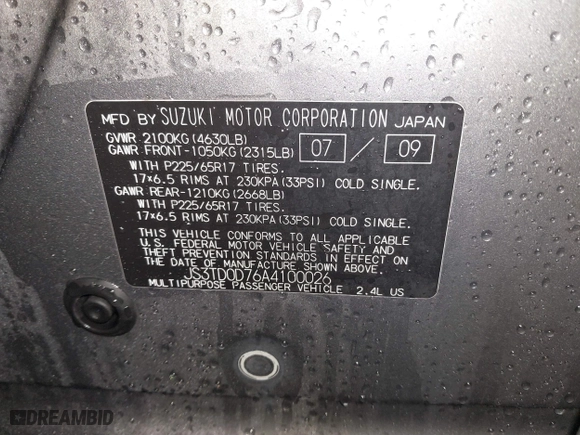 MFD BY SUZUKI MOTOR CORPORATION JAPAN
GVWR 2100KG(4630LB)
GAWR FRONT-1050KG(2315LB) 07 / 09
WITH P225/65R17 TIRES.
17×6.5 RIMS AT 230KPA(33PSI) COLD SINGLE.
GAWR REAR-1210KG(2668LB)
WITH P225/65R17 TIRES.
17×6.5 RIMS AT 230KPA(33PSI) COLD SINGLE.
THIS VEHICLE CONFORMS TO ALL APPLICABLE
U.S. FEDERAL MOTOR VEHICLE SAFETY AND
THEFT PREVENTION STANDARDS IN EFFECT ON
THE DATE OF MANUFACTURE SHOWN ABOVE.
JS3TD0D76A4100026
MULTIPURPOSE PASSENGER VEHICLE 2.4L US
DREAMBID